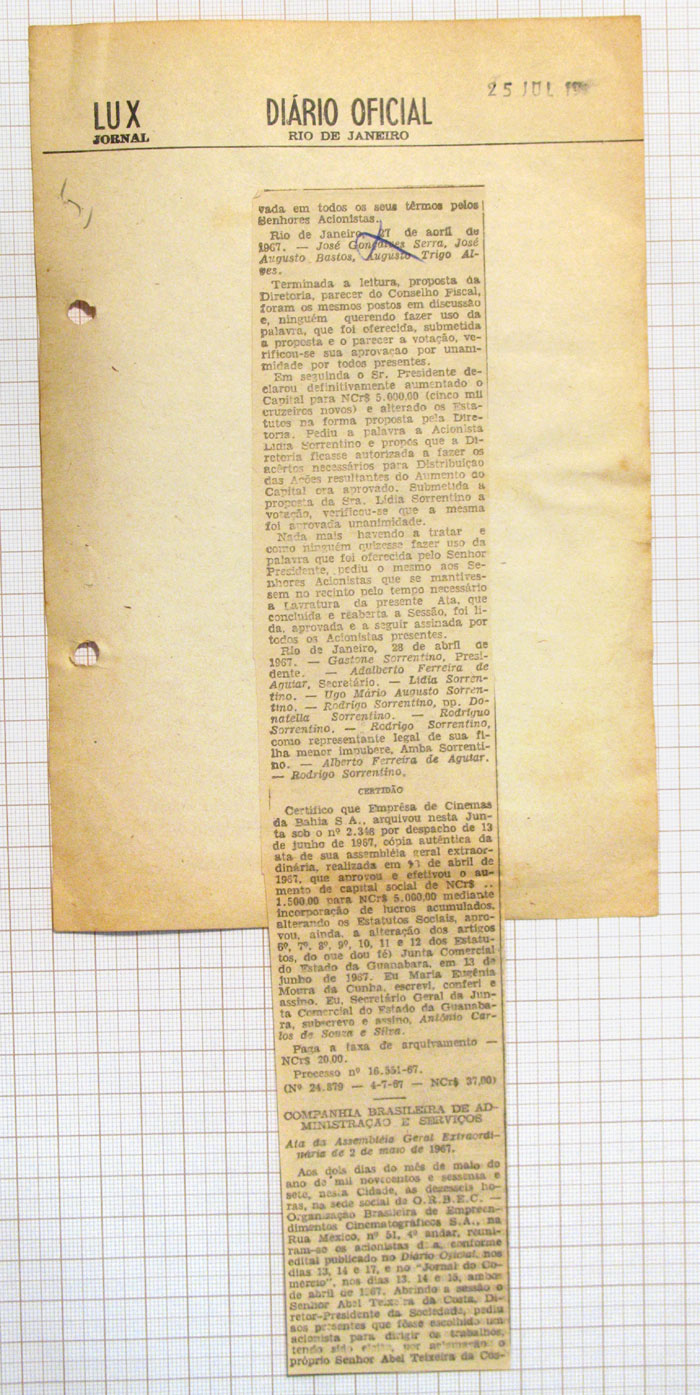 LUX
JORNAL
DIÁRIO OFICIAL
RIO DE JANEIRO
25 JUL
vada em todos os seus têrmos pelos
Senhores Acionistas.
Rio de Janeiro, 27 de abril de
1967. — José Gonçalves Serra, José
Augusto Bastos, Augusto Trigo Al-
ves.
Terminada a leitura, proposta da
Diretoria, parecer do Conselho Fiscal,
foram os mesmos postos em discussão
e, ninguém querendo fazer uso da
palavra, que foi oferecida, submetida
a proposta e o parecer a votação, ve-
rificou-se sua aprovação por unani-
midade por todos presentes.
Em seguinda o Sr. Presidente de-
clarou definitivamente aumentado o
Capital para NCr$ 5.000,00 (cinco mil
cruzeiros novos) e alterado os Esta-
tutos na forma proposta pela Dire-
toria. Pediu a palavra a Acionista
Lidia Sorrentino e propôs que a Di-
retoria ficasse autorizada a fazer os
acêrtos necessários para Distribuição
das Ações resultantes do Aumento do
Capital ora aprovado. Submetida a
proposta da Sra. Lídia Sorrentino a
votação, verificou-se que a mesma
foi aprovada unanimidade.
Nada mais havendo a tratar e
como ninguém quizesse fazer uso da
palavra que foi oferecida pelo Senhor
Presidente, pediu o mesmo aos Se-
nhores Acionistas que se mantives-
sem no recinto pelo tempo necessário
a Lavratura da presente Ata, que
concluida e reaberta a Sessão, foi li-
da, aprovada e a seguir assinada por
todos os Acionistas presentes.
Rio de Janeiro, 28 de abril de
1967. — Gastone Sorrentino, Presi-
dente. — Adalberto Ferreira de
Aguiar, Secretário. — Lídia Sorren-
tino. — Ugo Mário Augusto Sorren-
tino. — Rodrigo Sorrentino, pp. Do-
natella Sorrentino. — Rodríguo
Sorrentino. — Rodrigo Sorrentino,
como representante legal de sua fi-
lha menor impubere, Amba Sorrenti-
no. — Alberto Ferreira de Aguiar.
— Rodrigo Sorrentino.
CERTIDÃO
Certifico que Emprêsa de Cinemas
da Bahia S A., arquivou nesta Jun-
ta sob o nº 2.348 por despacho de 13
de junho de 1967, cópia autêntica da
ata de sua assembléia geral extraor-
dinária, realizada em de abril de
1967, que aprovou e efetivou o au-
mento de capital social de NCr$ ..
1.500,00 para NCr$ 5.000,00 mediante
incorporação de lucros acumulados,
alterando os Estatutos Sociais, apro-
vou, ainda, a alteração dos artigos
6º, 7º, 8º, 9º, 10, 11 e 12 dos Estatu-
tos, do que dou fé) Junta Comercial
do Estado da Guanabara, em 13 de
junho de 1967. Eu Maria Eugênia
Moura da Cunha, escrevi, conferi e
assino. Eu, Secretário Geral da Jun-
ta Comercial do Estado da Guanaba-
ra, subscrevo e assino, Antônio Car-
los de Souza e Silva.
Paga a taxa de arquivamento —
NCr$ 20,00.
Processo nº 16.551-67.
(Nº 24.879 — 4-7-67 — NCr$ 37,00)
COMPANHIA BRASILEIRA DE AD-
MINISTRAÇÃO E SERVIÇOS
Ata da Assembléia Geral Extraordi-
nária de 2 de maio de 1967.
Aos dois dias do mês de maio do
ano de mil novecentos e sessenta e
sete, nesta Cidade, às dezesseis ho-
ras, na sede social de O.R.B.E.C. —
Organização Brasileira de Empreen-
dimentos Cinematográficos S.A., na
Rua México, nº 51, 4º andar, reuni-
ram-se os acionistas conforme
edital publicado no Diário Oficial, nos
dias 13, 14 e 17, e no "Jornal do Co-
mércio", nos dias 13, 14 e 15, ambos
de abril de 1967. Abrindo a sessão o
Senhor Abel Teixeira da Costa, Di-
retor-Presidente da Sociedade, pediu
aos presentes que fôsse escolhido um
acionista para dirigir os trabalhos,
tendo sido eleito, por aclamação o
próprio Senhor Abel Teixeira da Cos-